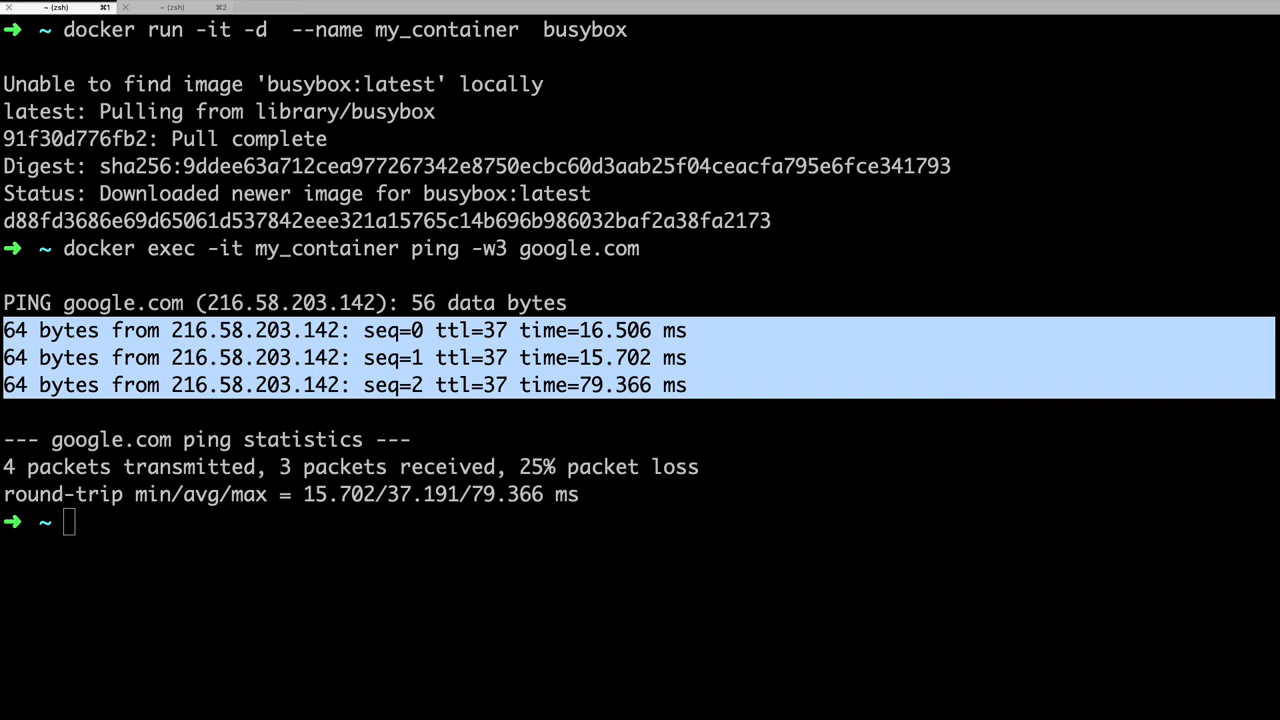 ~ (zsh) ⌘1 ~ (zsh) ⌘2
➜ ~ docker run -it -d --name my_container busybox
Unable to find image 'busybox:latest' locally
latest: Pulling from library/busybox
91f30d776fb2: Pull complete
Digest: sha256:9ddee63a712cea977267342e8750ecbc60d3aab25f04ceacfa795e6fce341793
Status: Downloaded newer image for busybox:latest
d88fd3686e69d65061d537842eee321a15765c14b696b986032baf2a38fa2173
➜ ~ docker exec -it my_container ping -w3 google.com
PING google.com (216.58.203.142): 56 data bytes
64 bytes from 216.58.203.142: seq=0 ttl=37 time=16.506 ms
64 bytes from 216.58.203.142: seq=1 ttl=37 time=15.702 ms
64 bytes from 216.58.203.142: seq=2 ttl=37 time=79.366 ms
--- google.com ping statistics ---
4 packets transmitted, 3 packets received, 25% packet loss
round-trip min/avg/max = 15.702/37.191/79.366 ms
➜ ~